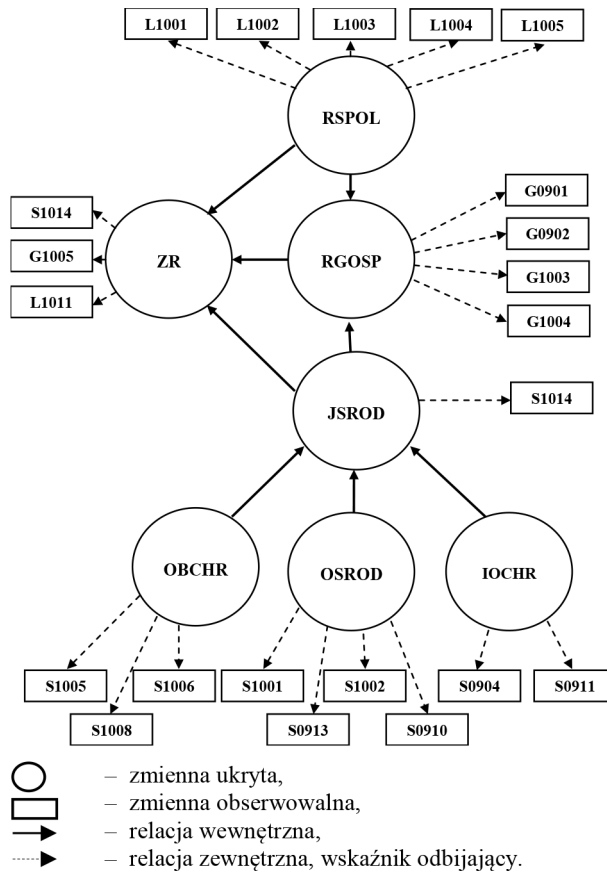 L1001 L1002 L1003 L1004 L1005
RSPOL
G0901
S1014
G0902
G1005 ZR RGOSP
G1003
L1011
G1004
JSROD S1014
OBCHR OSROD IOCHR
S1005 S1006 S1001 S1002 S0904 S0911
S1008 S0913 S0910
– zmienna ukryta,
– zmienna obserwowalna,
– relacja wewnętrzna,
– relacja zewnętrzna, wskaźnik odbijający.